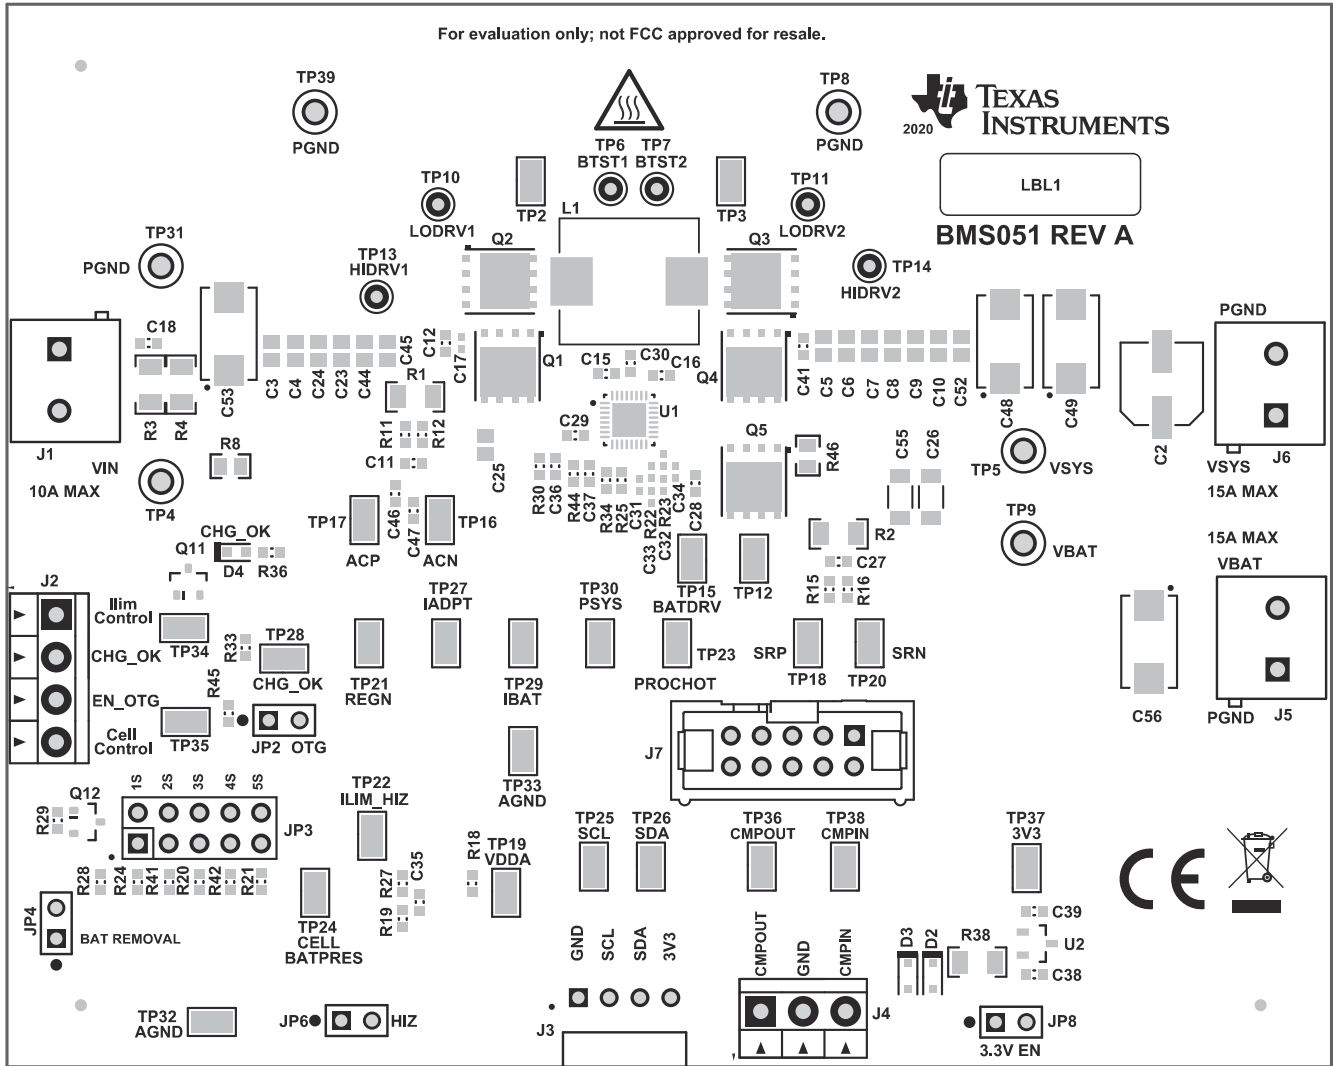 For evaluation only; not FCC approved for resale.
TP39
PGND
TP8
PGND
2020
TEXAS
INSTRUMENTS
LBL1
BMS051 REV A
TP6
BTST1
TP7
BTST2
TP10
LODRV1
TP2
L1
TP3
TP11
LODRV2
TP31
PGND
TP13
HIDRV1
Q2
Q3
TP14
HIDRV2
C18
C53
C3
C4
C24
C23
C44
C45
C12
C17
Q1
C15
C30
C16
Q4
C41
C5
C6
C7
C8
C9
C10
C52
C48
C49
C2
PGND
J6
VSYS
15A MAX
R3
R4
J1
VIN
10A MAX
R8
TP4
R1
R11
R12
C11
C25
C29
U1
Q5
R46
C55
C26
TP5
VSYS
TP17
ACP
C46
C47
TP16
ACN
R30
C36
R44
C37
R34
R25
C31
C33
R22
C32
R23
C34
C28
R2
C27
R15
R16
TP9
VBAT
15A MAX
VBAT
CHG_OK
Q11
D4
R36
J2
Ilim
Control
CHG_OK
EN_OTG
Cell
Control
TP34
R33
TP28
CHG_OK
R45
TP35
JP2
OTG
TP27
IADPT
TP30
PSYS
TP15
BATDRV
TP12
TP21
REGN
TP29
IBAT
TP23
PROCHOT
SRP
TP18
SRN
TP20
C56
PGND
J5
TP33
AGND
J7
1S
2S
3S
4S
5S
Q12
R29
JP3
R28
R24
R41
R20
R42
R21
TP22
ILIM_HIZ
R27
C35
R19
R18
TP19
VDDA
TP25
SCL
TP26
SDA
TP36
CMPOUT
TP38
CMPIN
TP37
3V3
JP4
BAT REMOVAL
TP24
CELL
BATPRES
GND
SCL
SDA
3V3
J3
CMPOUT
GND
CMPIN
J4
D3
D2
R38
C39
U2
C38
TP32
AGND
JP6
HIZ
JP8
3.3V EN
CE